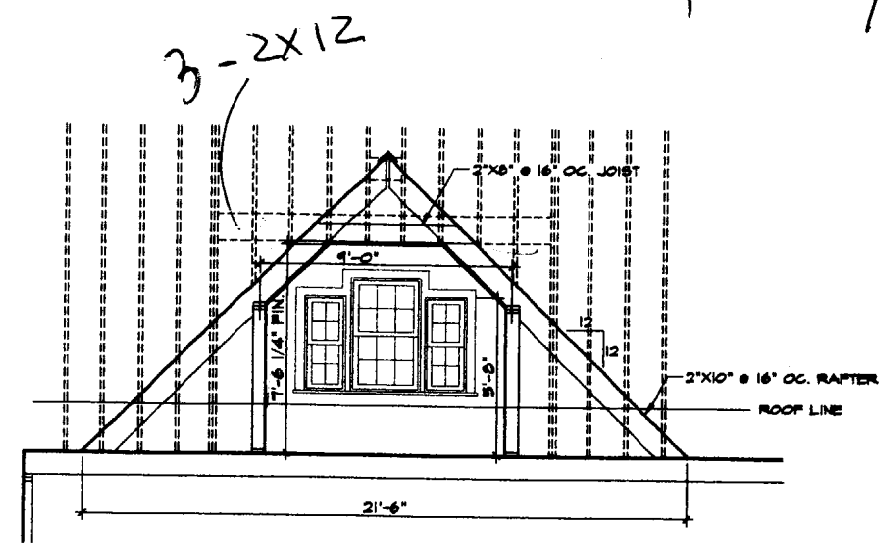 3 - 2X12
2"X8" @ 16" OC. JOIST
9'-0"
7'-6 1/4" FIN.
5'-8"
12
12
2"X10" @ 16" OC. RAFTER
ROOF LINE
21'-6"